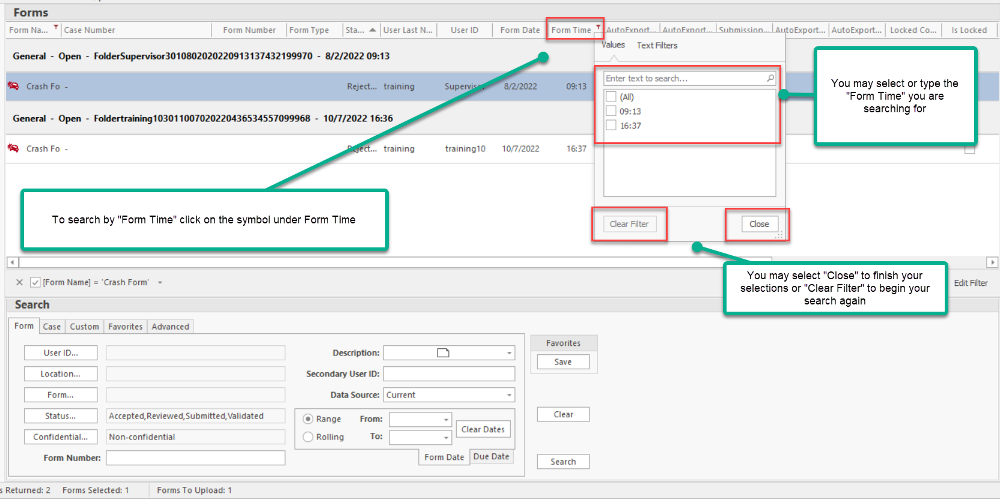 Forms
Form Na... Case Number Form Number Form Type Sta... User Last N... User ID Form Date Form Time AutoExport... AutoExport... Submission... AutoExport... AutoExport... Locked Co... Is Locked
Values Text Filters
General - Open - FolderSupervisor3010802020220913137432199970 - 8/2/2022 09:13
Enter text to search...
Crash Fo - Reject... training Supervisor 8/2/2022 09:13
(All)
09:13
16:37
You may select or type the
"Form Time" you are
searching for
General - Open - Foldertraining10301100702022043653455709​9968 - 10/7/2022 16:36
Crash Fo - Reject... training training10 10/7/2022 16:37
To search by "Form Time" click on the symbol under Form Time
Clear Filter Close
[Form Name] = 'Crash Form'
You may select "Close" to finish your
selections or "Clear Filter" to begin your
search again
Edit Filter
Search
Form Case Custom Favorites Advanced
User ID... Description:
Location... Secondary User ID:
Form... Data Source: Current
Status... Accepted,Reviewed,Submitted,Validated
Confidential... Non-confidential
Form Number:
Range From:
Rolling To:
Clear Dates
Form Date Due Date
Favorites
Save
Clear
Search
s Returned: 2 Forms Selected: 1 Forms To Upload: 1